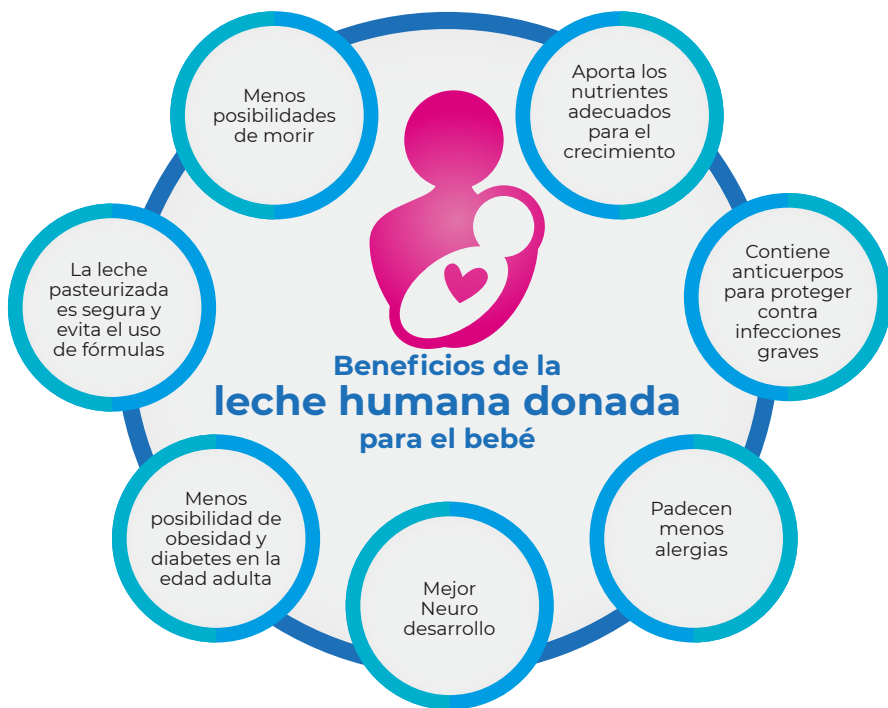 Beneficios de la
leche humana donada
para el bebé
Menos
posibilidades
de morir
Aporta los
nutrientes
adecuados
para el
crecimiento
Contiene
anticuerpos
para proteger
contra
infecciones
graves
Padecen
menos
alergias
Mejor
Neuro
desarrollo
Menos
posibilidad de
obesidad y
diabetes en la
edad adulta
La leche
pasteurizada
es segura y
evita el uso
de fórmulas